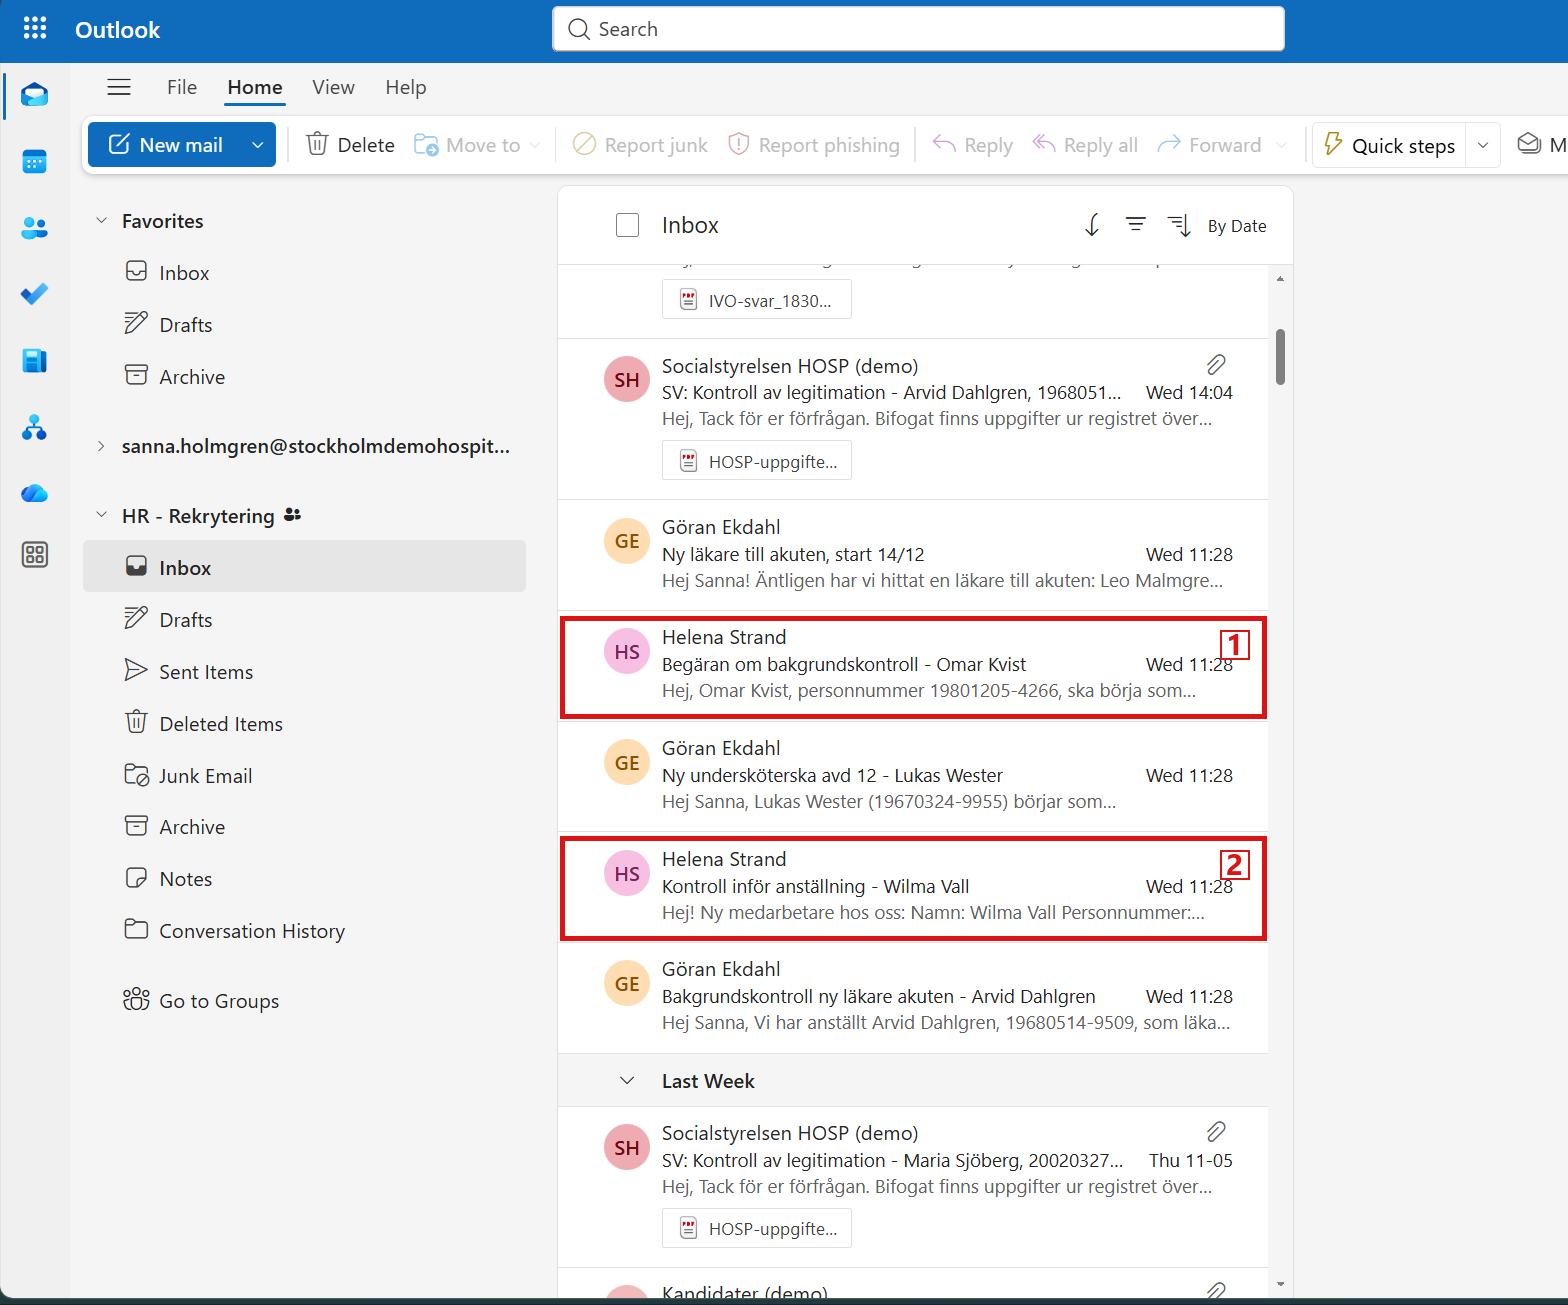 Outlook
Search
File Home View Help
New mail Delete Move to Report junk Report phishing Reply Reply all Forward Quick steps M
Favorites
Inbox
Drafts
Archive
sanna.holmgren@stockholmdemohospit...
HR - Rekrytering
Inbox
Drafts
Sent Items
Deleted Items
Junk Email
Archive
Notes
Conversation History
Go to Groups
Inbox By Date
PDF IVO-svar_1830...
SH Socialstyrelsen HOSP (demo)
SV: Kontroll av legitimation - Arvid Dahlgren, 1968051... Wed 14:04
Hej, Tack för er förfrågan. Bifogat finns uppgifter ur registret över...
PDF HOSP-uppgifte...
GE Göran Ekdahl
Ny läkare till akuten, start 14/12 Wed 11:28
Hej Sanna! Äntligen har vi hittat en läkare till akuten: Leo Malmgre...
HS Helena Strand 1
Begäran om bakgrundskontroll - Omar Kvist Wed 11:28
Hej, Omar Kvist, personnummer 19801205-4266, ska börja som...
GE Göran Ekdahl
Ny undersköterska avd 12 - Lukas Wester Wed 11:28
Hej Sanna, Lukas Wester (19670324-9955) börjar som...
HS Helena Strand 2
Kontroll inför anställning - Wilma Vall Wed 11:28
Hej! Ny medarbetare hos oss: Namn: Wilma Vall Personnummer:...
GE Göran Ekdahl
Bakgrundskontroll ny läkare akuten - Arvid Dahlgren Wed 11:28
Hej Sanna, Vi har anställt Arvid Dahlgren, 19680514-9509, som läka...
Last Week
SH Socialstyrelsen HOSP (demo)
SV: Kontroll av legitimation - Maria Sjöberg, 20020327... Thu 11-05
Hej, Tack för er förfrågan. Bifogat finns uppgifter ur registret över...
PDF HOSP-uppgifte...
Kandidater (demo)